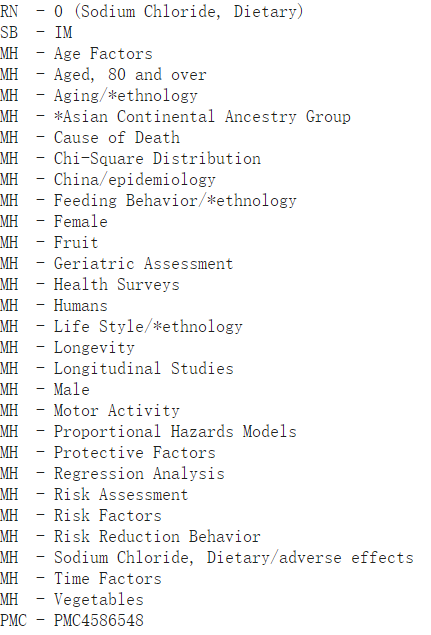 RN  - 0 (Sodium Chloride, Dietary)
SB  - IM
MH  - Age Factors
MH  - Aged, 80 and over
MH  - Aging/*ethnology
MH  - *Asian Continental Ancestry Group
MH  - Cause of Death
MH  - Chi-Square Distribution
MH  - China/epidemiology
MH  - Feeding Behavior/*ethnology
MH  - Female
MH  - Fruit
MH  - Geriatric Assessment
MH  - Health Surveys
MH  - Humans
MH  - Life Style/*ethnology
MH  - Longevity
MH  - Longitudinal Studies
MH  - Male
MH  - Motor Activity
MH  - Proportional Hazards Models
MH  - Protective Factors
MH  - Regression Analysis
MH  - Risk Assessment
MH  - Risk Factors
MH  - Risk Reduction Behavior
MH  - Sodium Chloride, Dietary/adverse effects
MH  - Time Factors
MH  - Vegetables
PMC - PMC4586548